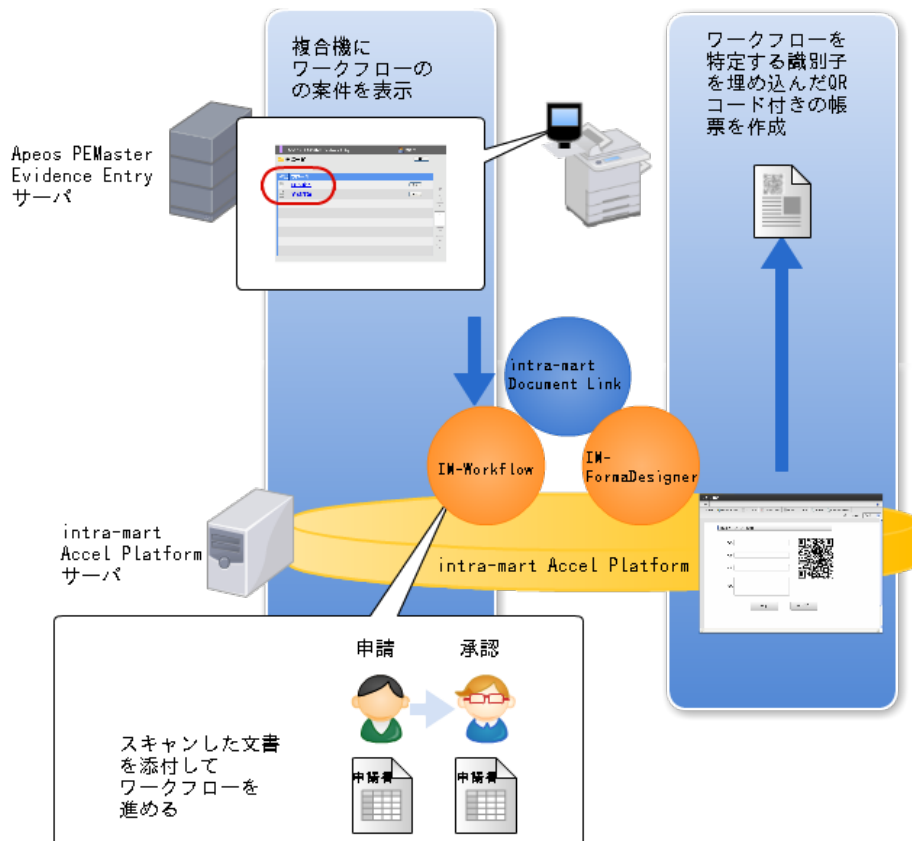 複合機に
ワークフローの
の案件を表示
ワークフローを
特定する識別子
を埋め込んだQR
コード付きの帳
票を作成
Apeos PEMaster
Evidence Entry
サーバ
intra-mart
Document Link
IM-Workflow
IM-
FormaDesigner
intra-mart
Accel Platform
サーバ
intra-mart Accel Platform
申請
承認
スキャンした文書
を添付して
ワークフローを
進める
申請書
申請書